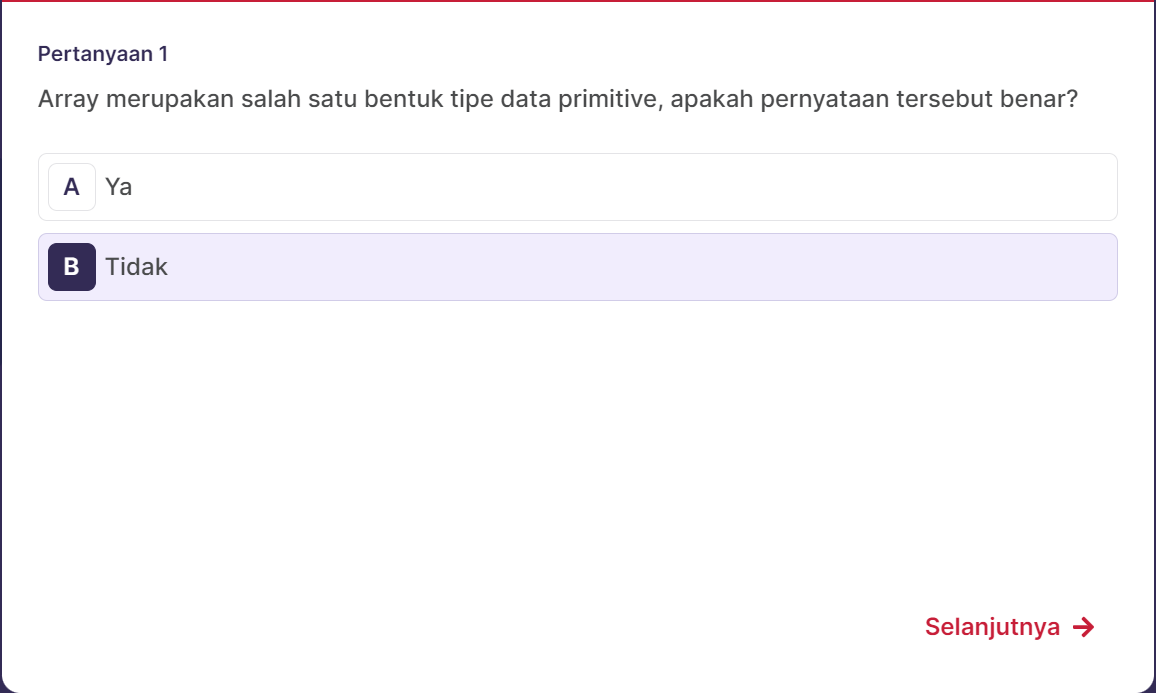 Pertanyaan 1
Array merupakan salah satu bentuk tipe data primitive, apakah pernyataan tersebut benar?
A Ya
B Tidak
Selanjutnya →